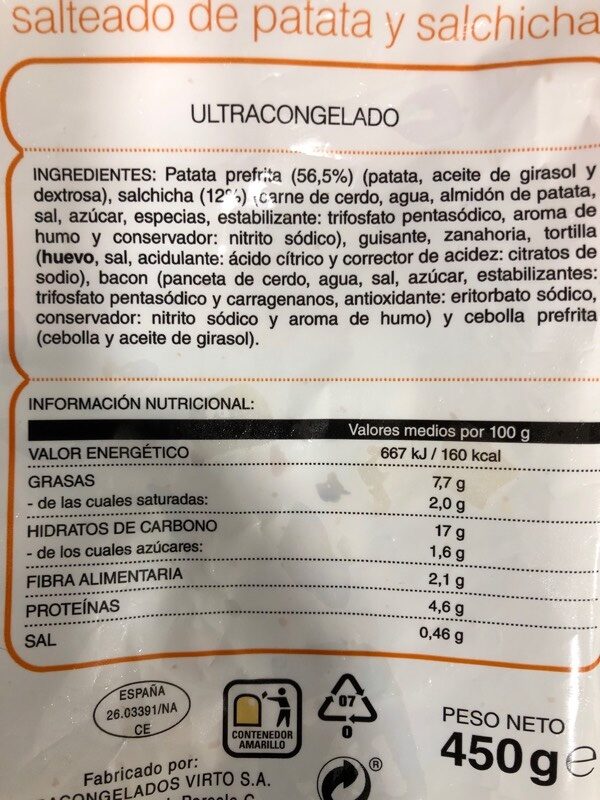 salteado de patata y salchicha
ULTRACONGELADO
INGREDIENTES: Patata prefrita (56,5%) (patata, aceite de girasol y
dextrosa), salchicha (12%) (carne de cerdo, agua, almidón de patata,
sal, azúcar, especias, estabilizante: trifosfato pentasódico, aroma de
humo y conservador: nitrito sódico), guisante, zanahoria, tortilla
(huevo, sal, acidulante: ácido cítrico y corrector de acidez: citratos de
sodio), bacon (panceta de cerdo, agua, sal, azúcar, estabilizantes:
trifosfato pentasódico y carragenanos, antioxidante: eritorbato sódico,
conservador: nitrito sódico y aroma de humo) y cebolla prefrita
(cebolla y aceite de girasol).
INFORMACIÓN NUTRICIONAL:
Valores medios por 100 g
VALOR ENERGÉTICO 667 kJ / 160 kcal
GRASAS 7,7 g
- de las cuales saturadas: 2,0 g
HIDRATOS DE CARBONO 17 g
- de los cuales azúcares: 1,6 g
FIBRA ALIMENTARIA 2,1 g
PROTEÍNAS 4,6 g
SAL 0,46 g
ESPAÑA
26.03391/NA
CE
CONTENEDOR
AMARILLO
07
0
®
PESO NETO
450 g e
Fabricado por:
CONGELADOS VIRTO S.A.